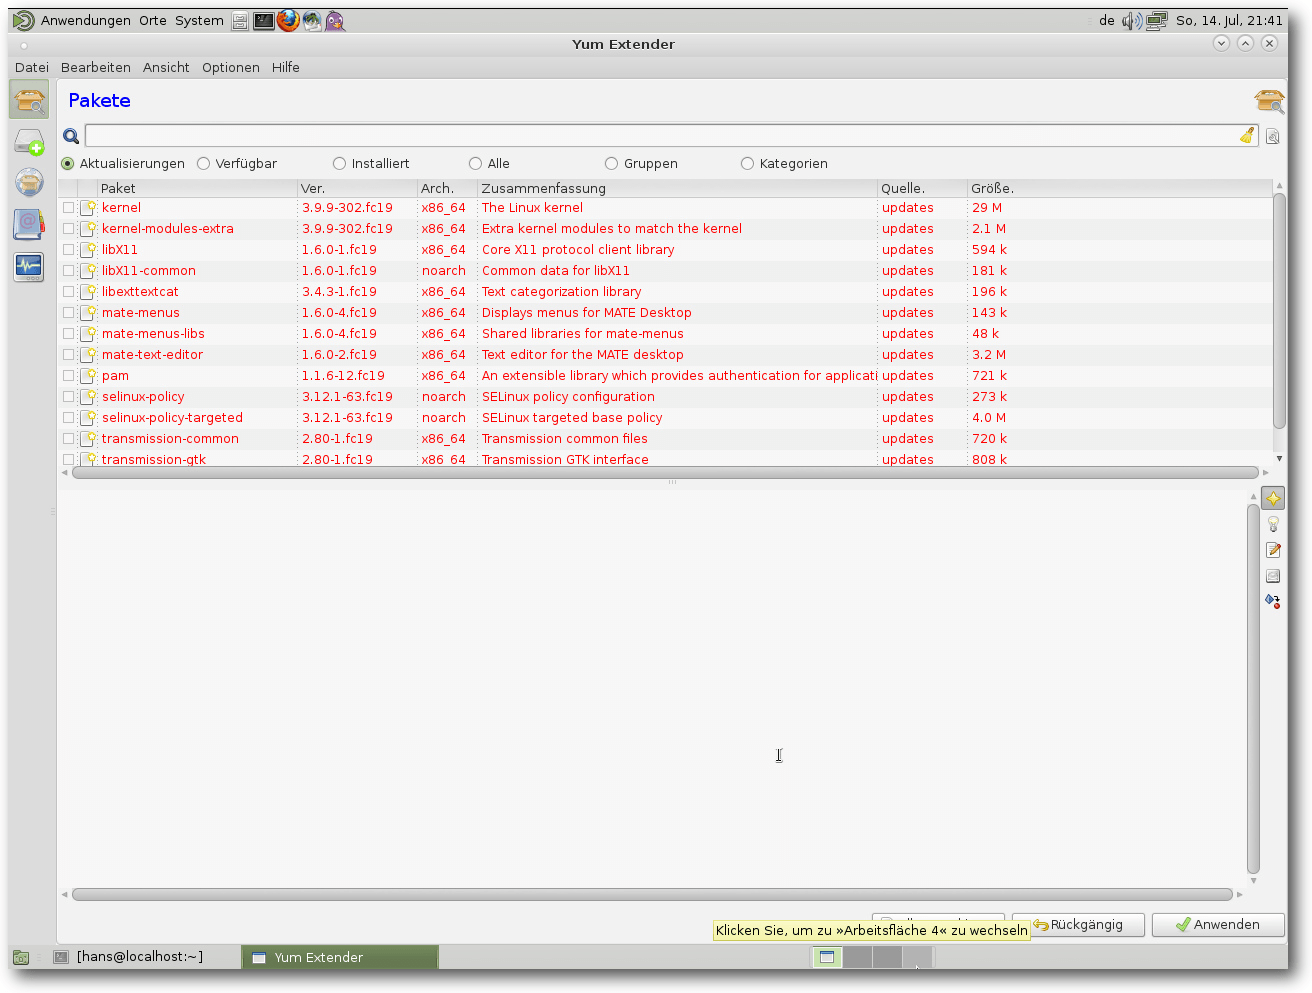 Anwendungen Orte System de So, 14. Jul, 21:41
Yum Extender
Datei Bearbeiten Ansicht Optionen Hilfe
Pakete
Aktualisierungen Verfügbar Installiert Alle Gruppen Kategorien
Paket Ver. Arch. Zusammenfassung Quelle. Größe.
kernel 3.9.9-302.fc19 x86_64 The Linux kernel updates 29 M
kernel-modules-extra 3.9.9-302.fc19 x86_64 Extra kernel modules to match the kernel updates 2.1 M
libX11 1.6.0-1.fc19 x86_64 Core X11 protocol client library updates 594 k
libX11-common 1.6.0-1.fc19 noarch Common data for libX11 updates 181 k
libexttextcat 3.4.3-1.fc19 x86_64 Text categorization library updates 196 k
mate-menus 1.6.0-4.fc19 x86_64 Displays menus for MATE Desktop updates 143 k
mate-menus-libs 1.6.0-4.fc19 x86_64 Shared libraries for mate-menus updates 48 k
mate-text-editor 1.6.0-2.fc19 x86_64 Text editor for the MATE desktop updates 3.2 M
pam 1.1.6-12.fc19 x86_64 An extensible library which provides authentication for applicati updates 721 k
selinux-policy 3.12.1-63.fc19 noarch SELinux policy configuration updates 273 k
selinux-policy-targeted 3.12.1-63.fc19 noarch SELinux targeted base policy updates 4.0 M
transmission-common 2.80-1.fc19 x86_64 Transmission common files updates 720 k
transmission-gtk 2.80-1.fc19 x86_64 Transmission GTK interface updates 808 k
Rückgängig Anwenden
Klicken Sie, um zu »Arbeitsfläche 4« zu wechseln
[hans@localhost:~] Yum Extender